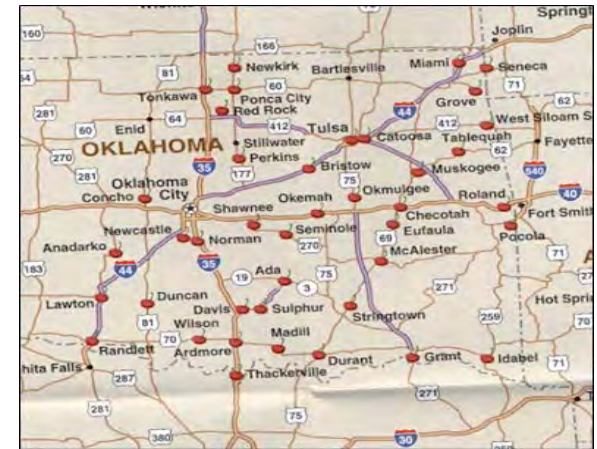 Springf
Joplin
160
166
Newkirk
Bartlesville
Miami
Seneca
81
71
Tonkawa
60
Ponca City
Red Rock
44
Grove
62
281
60
Enid
64
412
Tulsa
Catoosa
412
West Siloam S
Tablequah
Fayette
OKLAHOMA
Stillwater
Perkins
270
281
35
177
Bristow
75
Muskogee
62
540
Oklahoma
City
Concho
Okemah
Okmulgee
Roland
40
Shawnee
Checotah
Fort Smith
Newcastle
Norman
Seminole
270
69
Eufaula
Pocola
Anadarko
McAlester
71
183
44
35
19
Ada
3
75
271
27
Lawton
Duncan
Davis
Sulphur
Stringtown
259
Hot Spri
70
81
Wilson
70
Madill
Randlett
Ardmore
Durant
Grant
Idabel
71
hita Falls
287
Thackerville
281
75
271
380
30